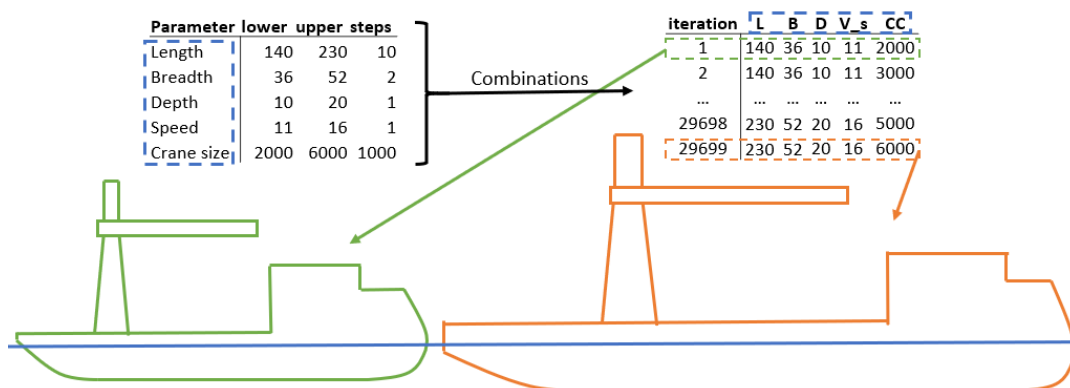 Parameter lower upper steps
Length 140 230 10
Breadth 36 52 2
Depth 10 20 1
Speed 11 16 1
Crane size 2000 6000 1000
Combinations
iteration L B D V_s CC
1 140 36 10 11 2000
2 140 36 10 11 3000
... ... ... ... ... ...
29698 230 52 20 16 5000
29699 230 52 20 16 6000